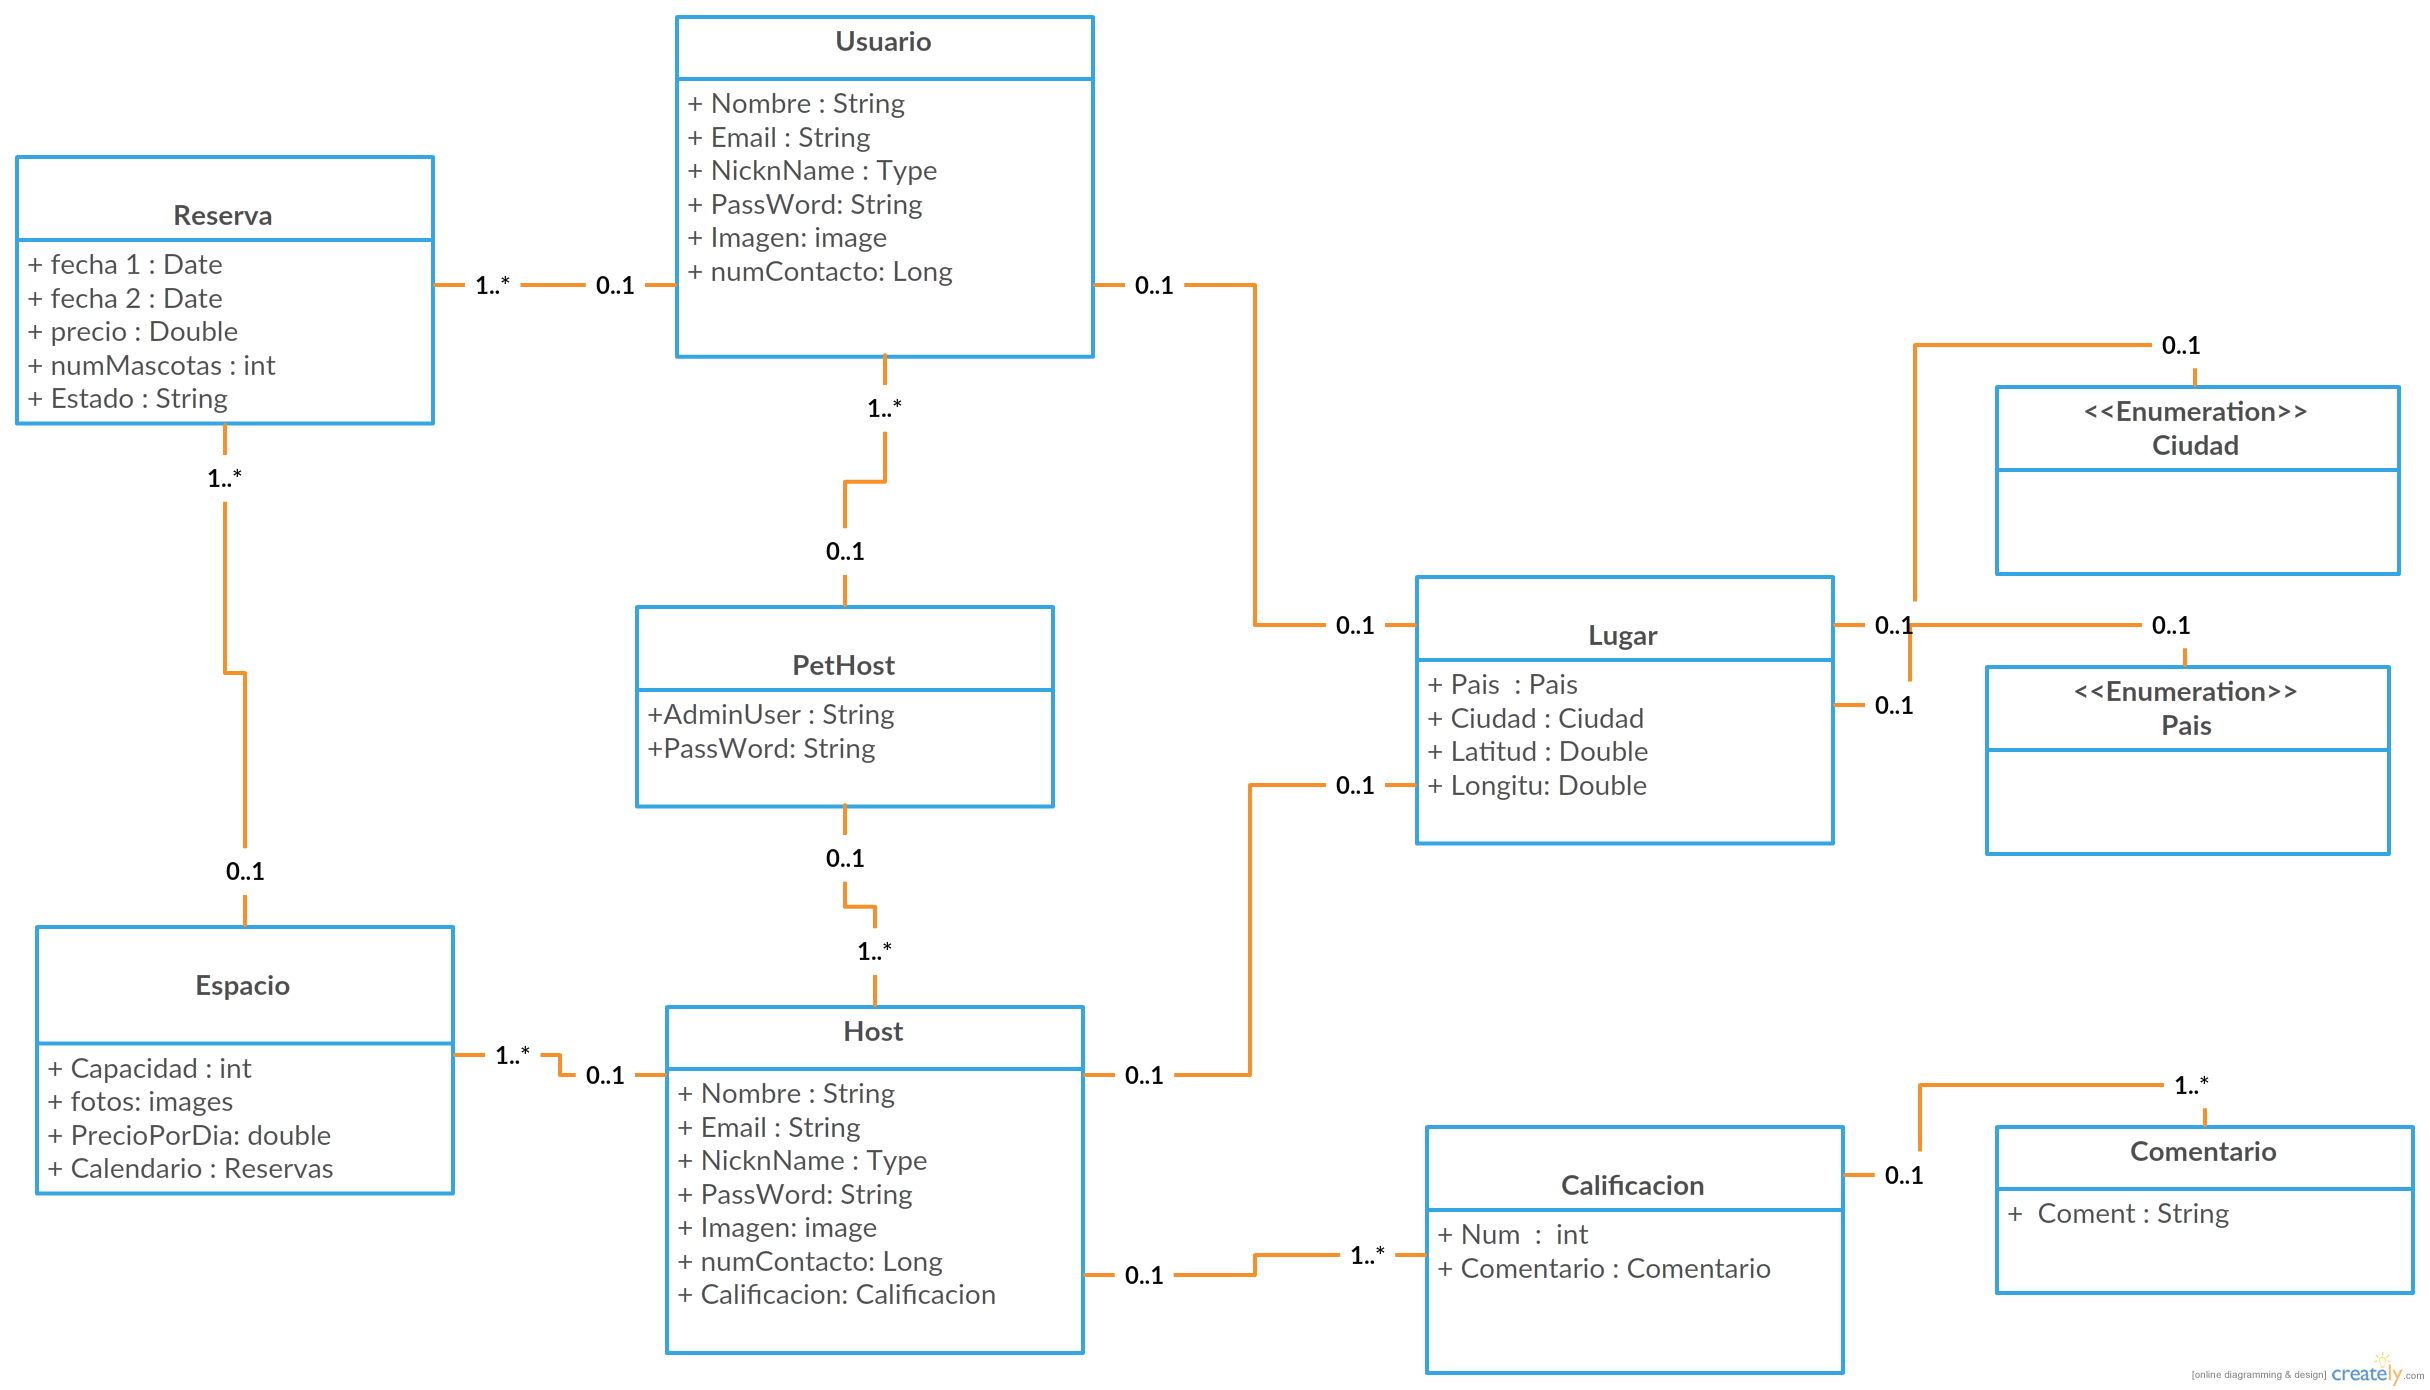 Usuario
+ Nombre : String
+ Email : String
+ NicknName : Type
+ PassWord: String
+ Imagen: image
+ numContacto: Long
Reserva
+ fecha 1 : Date
+ fecha 2 : Date
+ precio : Double
+ numMascotas : int
+ Estado : String
1..*
0..1
0..1
1..*
0..1
1..*
0..1
<<Enumeration>>
Ciudad
0..1
PetHost
+AdminUser : String
+PassWord: String
0..1
Lugar
+ Pais : Pais
+ Ciudad : Ciudad
+ Latitud : Double
+ Longitu: Double
0..1
0..1
0..1
0..1
<<Enumeration>>
Pais
0..1
1..*
0..1
Espacio
+ Capacidad : int
+ fotos: images
+ PrecioPorDia: double
+ Calendario : Reservas
1..*
0..1
Host
+ Nombre : String
+ Email : String
+ NicknName : Type
+ PassWord: String
+ Imagen: image
+ numContacto: Long
+ Calificacion: Calificacion
0..1
0..1
1..*
Calificacion
+ Num : int
+ Comentario : Comentario
0..1
1..*
Comentario
+ Coment : String
[online diagramming & design] creately.com